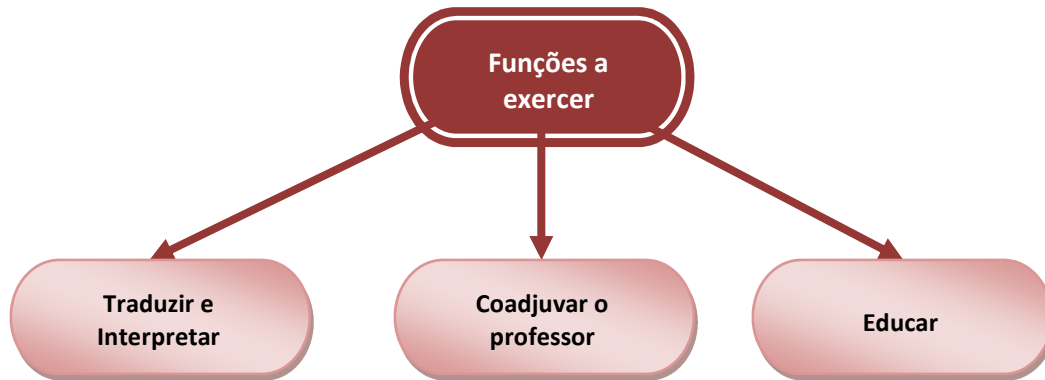 Funções a
exercer
Traduzir e
Interpretar
Coadjuvar o
professor
Educar